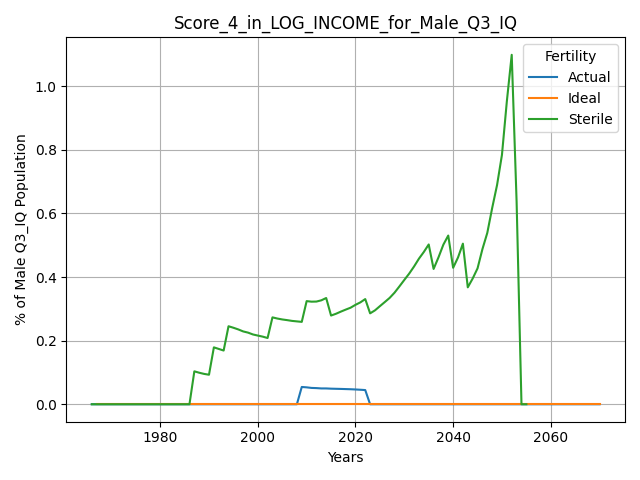 Score_4_in_LOG_INCOME_for_Male_Q3_IQ
Fertility
Actual
Ideal
Sterile
% of Male Q3_IQ Population
1.0
0.8
0.6
0.4
0.2
0.0
1980
2000
2020
2040
2060
Years